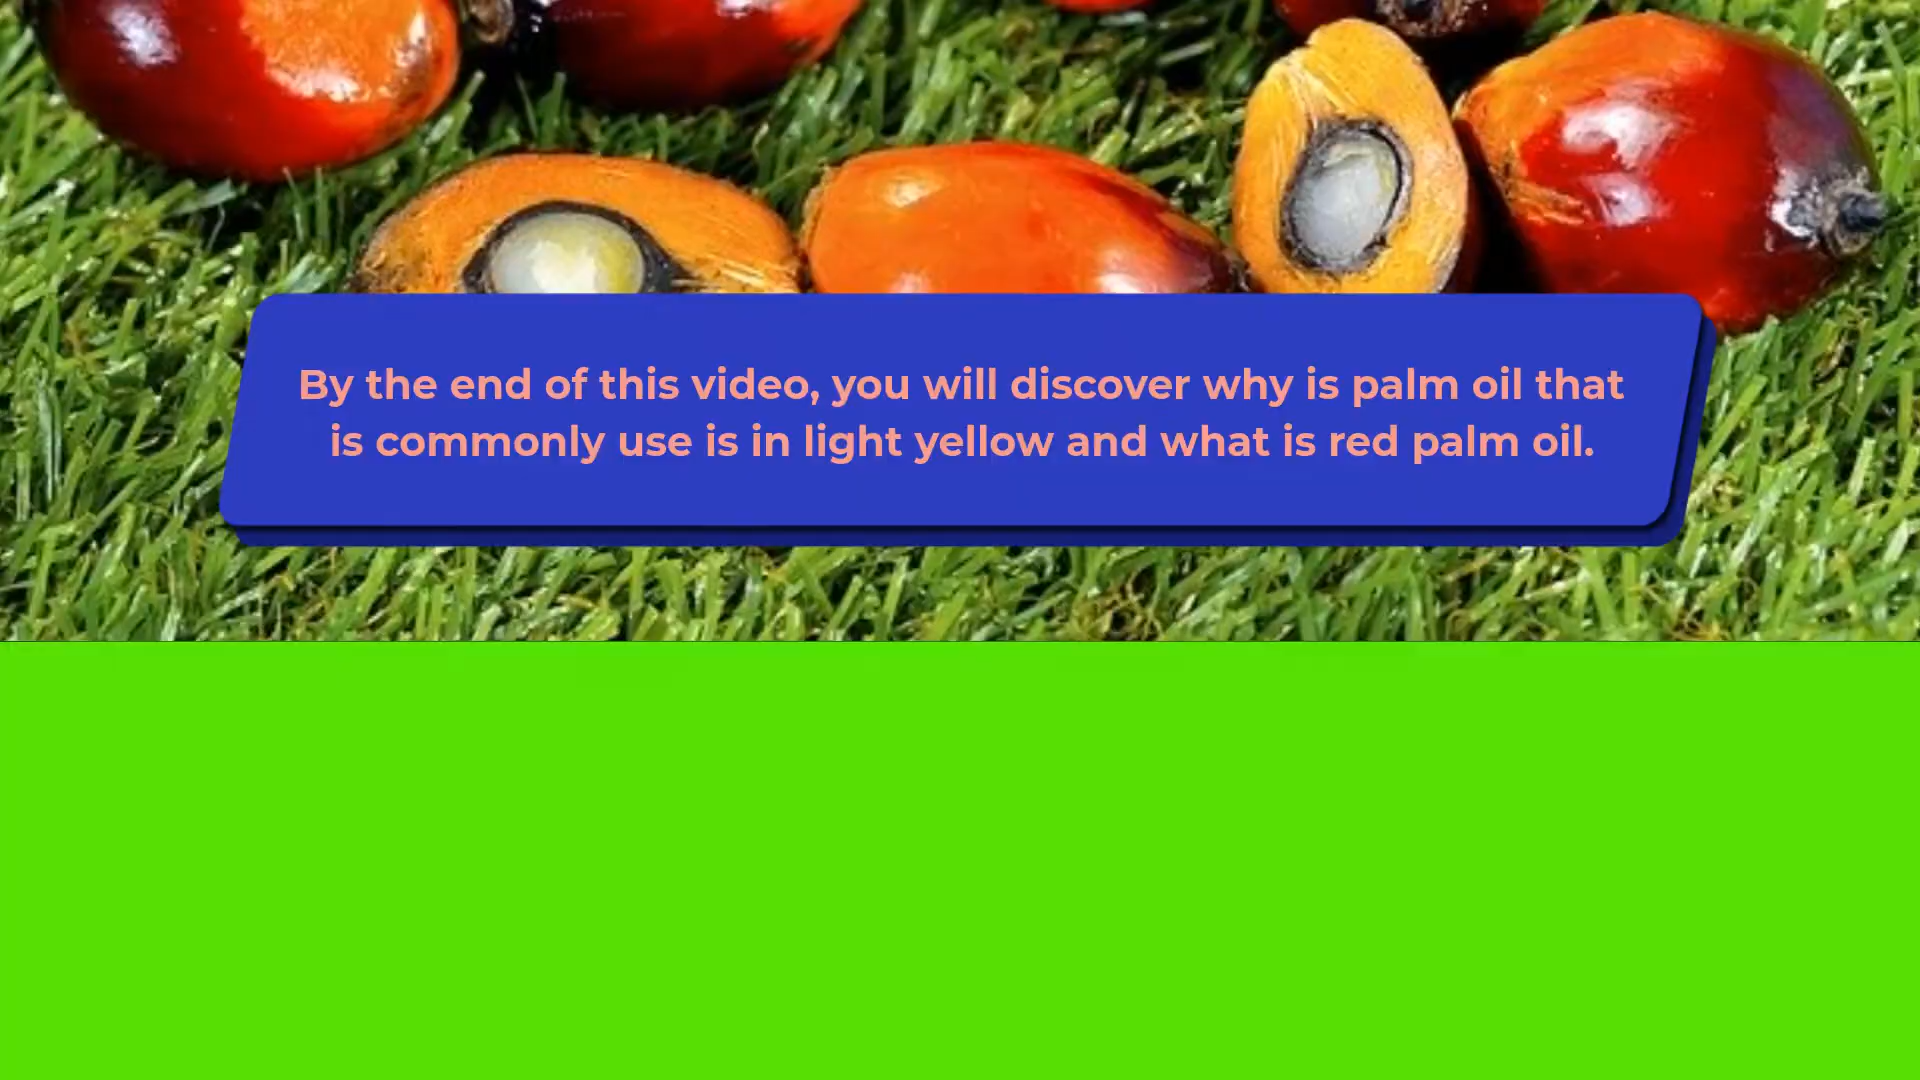 By the end of this video, you will discover why is palm oil that
is commonly use is in light yellow and what is red palm oil.